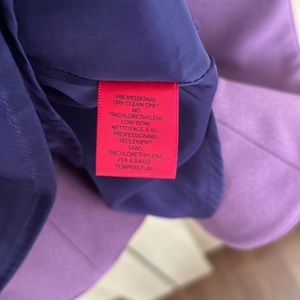 PROFESSIONAL
DRY CLEAN ONLY
NO
TRICHLORETHYLENE
LOW IRON
NETTOYAGE A SEC
PROFESSIONNEL
SEULEMENT
SANS
TRICHLORETHYLENE
FER A BASSE
TEMPERATURE